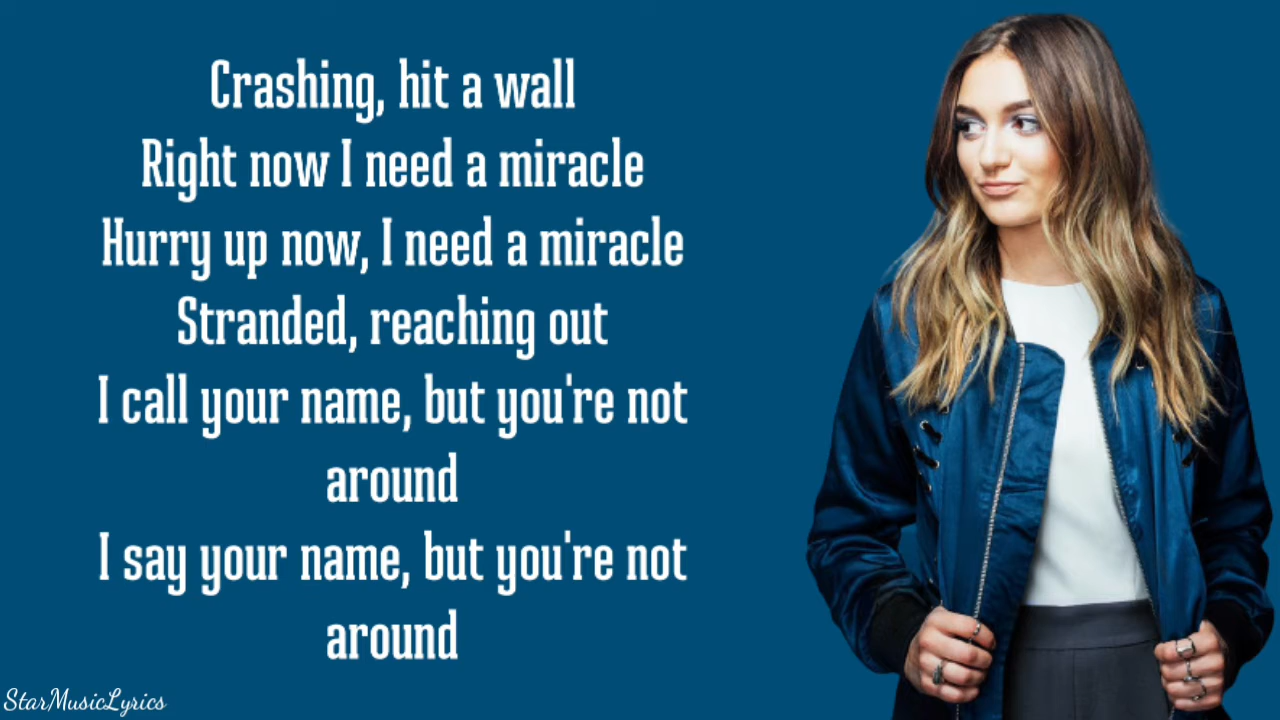 Crashing, hit a wall
Right now I need a miracle
Hurry up now, I need a miracle
Stranded, reaching out
I call your name, but you're not
around
I say your name, but you're not
around
StarMusicLyrics